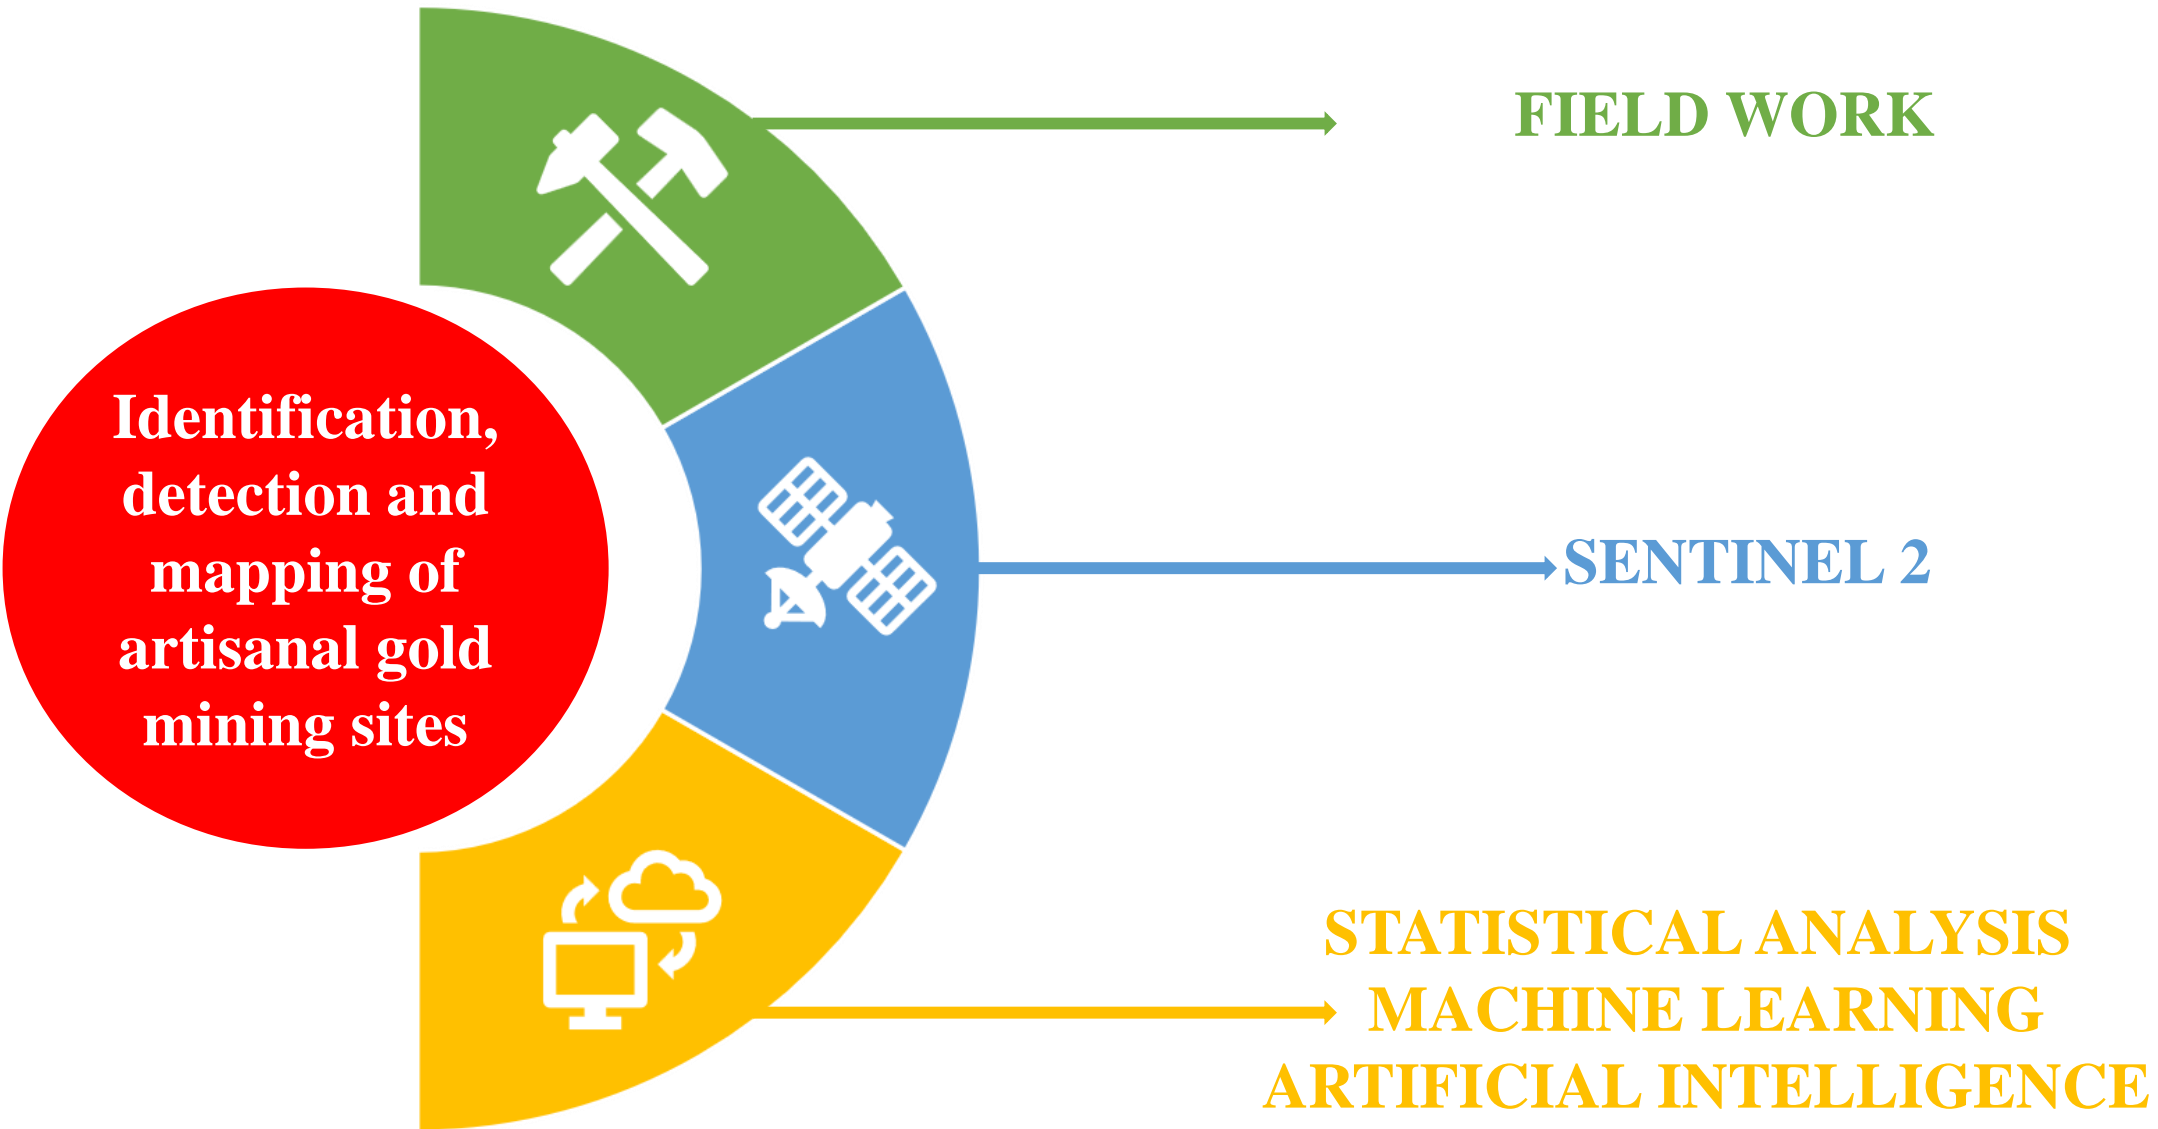 FIELD WORK
Identification,
detection and
mapping of
artisanal gold
mining sites
SENTINEL 2
STATISTICAL ANALYSIS
MACHINE LEARNING
ARTIFICIAL INTELLIGENCE